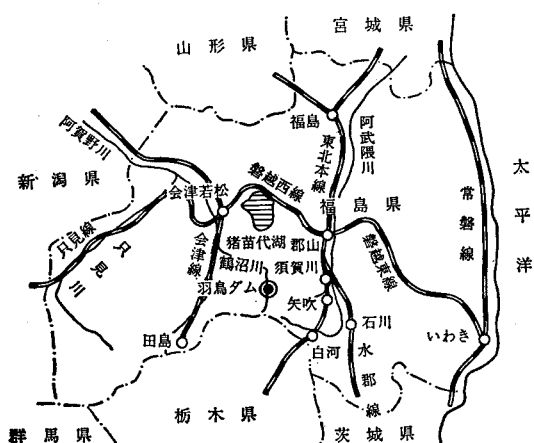 宮城県
山形県
福島
阿武隈川
東北本線
阿賀野川
新潟県
会津若松
磐越西線
福島県
太平洋
常磐線
只見線
只見川
会津線
猪苗代湖
郡山
鶴沼川
須賀川
磐越東線
羽鳥ダム
矢吹
石川
いわき
田島
白河
水郡線
栃木県
群馬県
茨城県